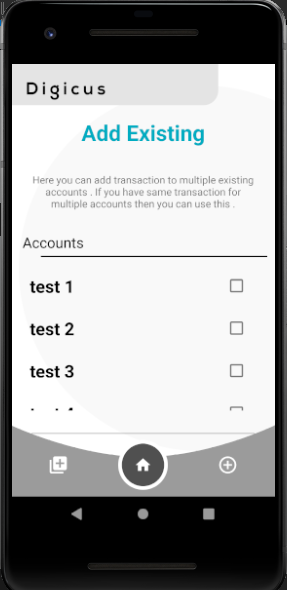 Digicus
Add Existing
Here you can add transaction to multiple existing
accounts . If you have same transaction for
multiple accounts then you can use this .
Accounts
test 1
test 2
test 3